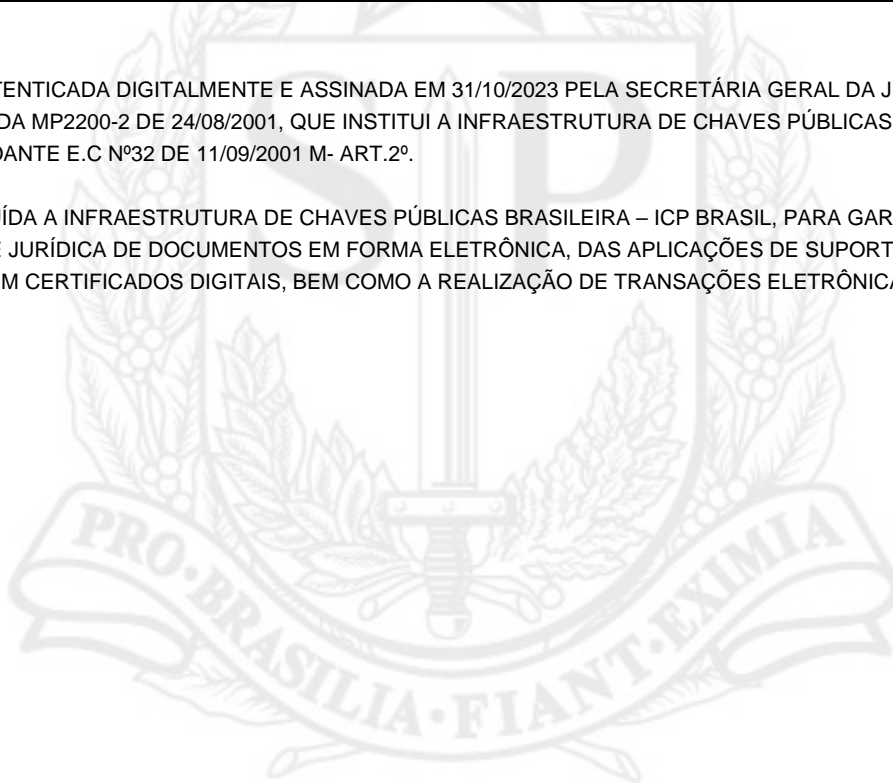 TENTICADA DIGITALMENTE E ASSINADA EM 31/10/2023 PELA SECRETÁRIA GERAL DA J
DA MP2200-2 DE 24/08/2001, QUE INSTITUI A INFRAESTRUTURA DE CHAVES PÚBLICAS
DANTE E.C Nº32 DE 11/09/2001 M- ART.2º.
ÍDA A INFRAESTRUTURA DE CHAVES PÚBLICAS BRASILEIRA – ICP BRASIL, PARA GAR
E JURÍDICA DE DOCUMENTOS EM FORMA ELETRÔNICA, DAS APLICAÇÕES DE SUPORT
M CERTIFICADOS DIGITAIS, BEM COMO A REALIZAÇÃO DE TRANSAÇÕES ELETRÔNICA
SP
PRO·BRASILIA·FIANT·EXIMIA